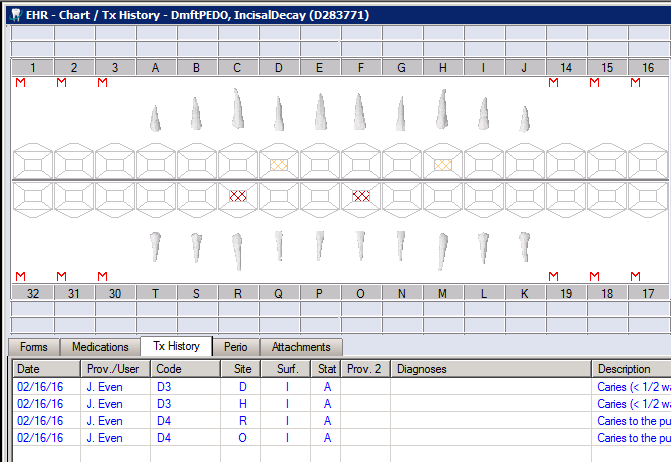 EHR - Chart / Tx History - DmftPEDO, IncisalDecay (D283771)
1 2 3 A B C D E F G H I J 14 15 16
M M M M M M
M M M M M M
32 31 30 T S R Q P O N M L K 19 18 17
Forms Medications Tx History Perio Attachments
Date Prov./User Code Site Surf. Stat Prov. 2 Diagnoses Description
02/16/16 J. Even D3 D I A Caries (< 1/2 wa
02/16/16 J. Even D3 H I A Caries (< 1/2 wa
02/16/16 J. Even D4 R I A Caries to the pu
02/16/16 J. Even D4 O I A Caries to the pu